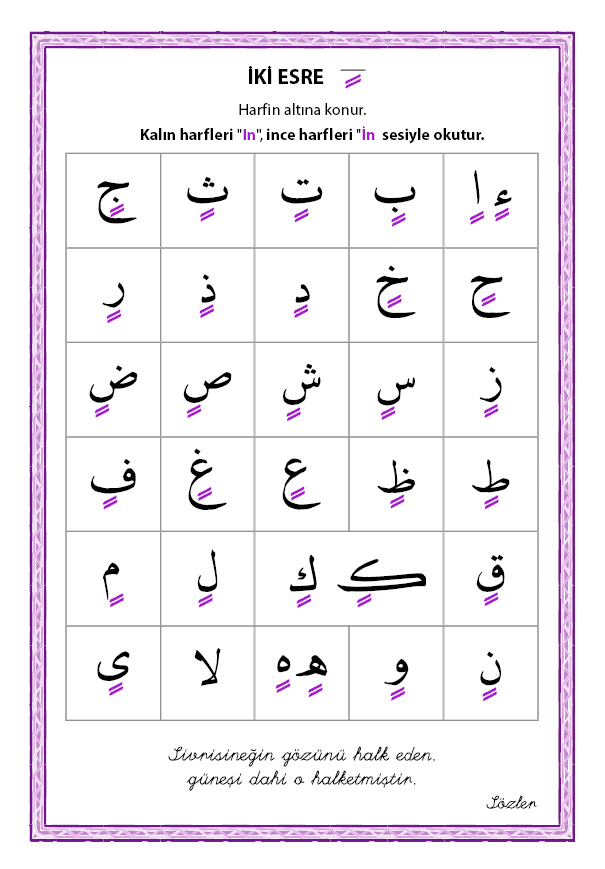 İKİ ESRE ـٍ
Harfin altına konur.
Kalın harfleri "In", ince harfleri "İn sesiyle okutur.
ءٍ اٍ بٍ تٍ ثٍ جٍ
حٍ خٍ دٍ ذٍ رٍ
زٍ سٍ شٍ صٍ ضٍ
طٍ ظٍ عٍ غٍ فٍ
قٍ کٍ كٍ لٍ مٍ
نٍ وٍ هٍـ هٍ لا ىٍ
Sivrisineğin gözünü halk eden,
güneşi dahi o halketmiştir.
Sözler